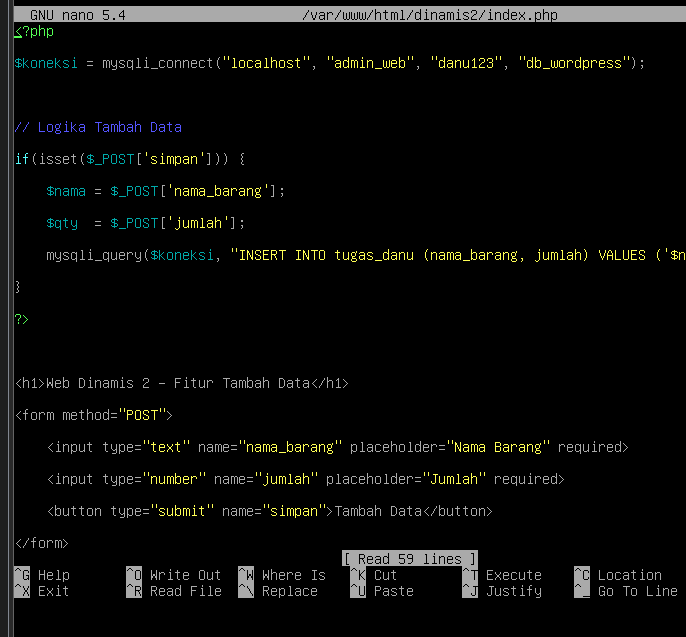 GNU nano 5.4 /var/www/html/dinamis2/index.php
<?php
$koneksi = mysqli_connect("localhost", "admin_web", "danu123", "db_wordpress");
// Logika Tambah Data
if(isset($_POST['simpan'])) {
$nama = $_POST['nama_barang'];
$qty = $_POST['jumlah'];
mysqli_query($koneksi, "INSERT INTO tugas_danu (nama_barang, jumlah) VALUES ('$n
}
?>
<h1>Web Dinamis 2 - Fitur Tambah Data</h1>
<form method="POST">
<input type="text" name="nama_barang" placeholder="Nama Barang" required>
<input type="number" name="jumlah" placeholder="Jumlah" required>
<button type="submit" name="simpan">Tambah Data</button>
</form>
[ Read 59 lines ]
^G Help ^O Write Out ^W Where Is ^K Cut ^T Execute ^C Location
^X Exit ^R Read File ^\ Replace ^U Paste ^J Justify ^_ Go To Line